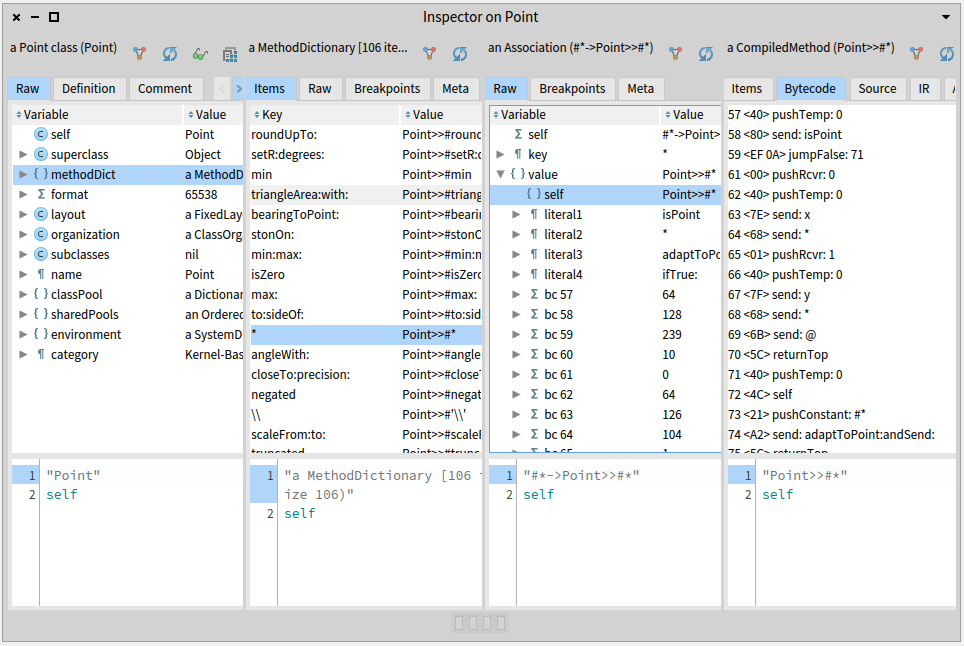 Inspector on Point
a Point class (Point)
Raw
Definition
Comment
Variable
Value
self
Point
superclass
Object
methodDict
a MethodD
format
65538
layout
a FixedLay
organization
a ClassOrg
subclasses
nil
name
Point
classPool
a Dictionar
sharedPools
an Ordered
environment
a SystemD
category
Kernel-Bas
1 "Point"
2 self
a MethodDictionary [106 ite...
Items
Raw
Breakpoints
Meta
Key
Value
roundUpTo:
Point>>#round
setR:degrees:
Point>>#setR:d
min
Point>>#min
triangleArea:with:
Point>>#triang
bearingToPoint:
Point>>#bearin
stonOn:
Point>>#stonO
min:max:
Point>>#min:m
isZero
Point>>#isZero
max:
Point>>#max:
to:sideOf:
Point>>#to:sid
*
Point>>#*
angleWith:
Point>>#angle
closeTo:precision:
Point>>#closeT
negated
Point>>#negat
\\
Point>>#'\\'
scaleFrom:to:
Point>>#scaleF
truncated
Point>>#trunc
1 "a MethodDictionary [106 
ize 106)"
2 self
an Association (#*->Point>>#*)
Raw
Breakpoints
Meta
Variable
Value
self
#*->Point>
key
*
value
Point>>#*
self
Point>>#*
literal1
isPoint
literal2
*
literal3
adaptToPo
literal4
ifTrue:
bc 57
64
bc 58
128
bc 59
239
bc 60
10
bc 61
0
bc 62
64
bc 63
126
bc 64
104
bc 65
1
1 "#*->Point>>#*"
2 self
a CompiledMethod (Point>>#*)
Items
Bytecode
Source
IR
57 <40> pushTemp: 0
58 <80> send: isPoint
59 <EF 0A> jumpFalse: 71
61 <00> pushRcvr: 0
62 <40> pushTemp: 0
63 <7E> send: x
64 <68> send: *
65 <01> pushRcvr: 1
66 <40> pushTemp: 0
67 <7F> send: y
68 <68> send: *
69 <6B> send: @
70 <5C> returnTop
71 <40> pushTemp: 0
72 <4C> self
73 <21> pushConstant: #*
74 <A2> send: adaptToPoint:andSend:
75 <5C> returnTop
1 "Point>>#*"
2 self